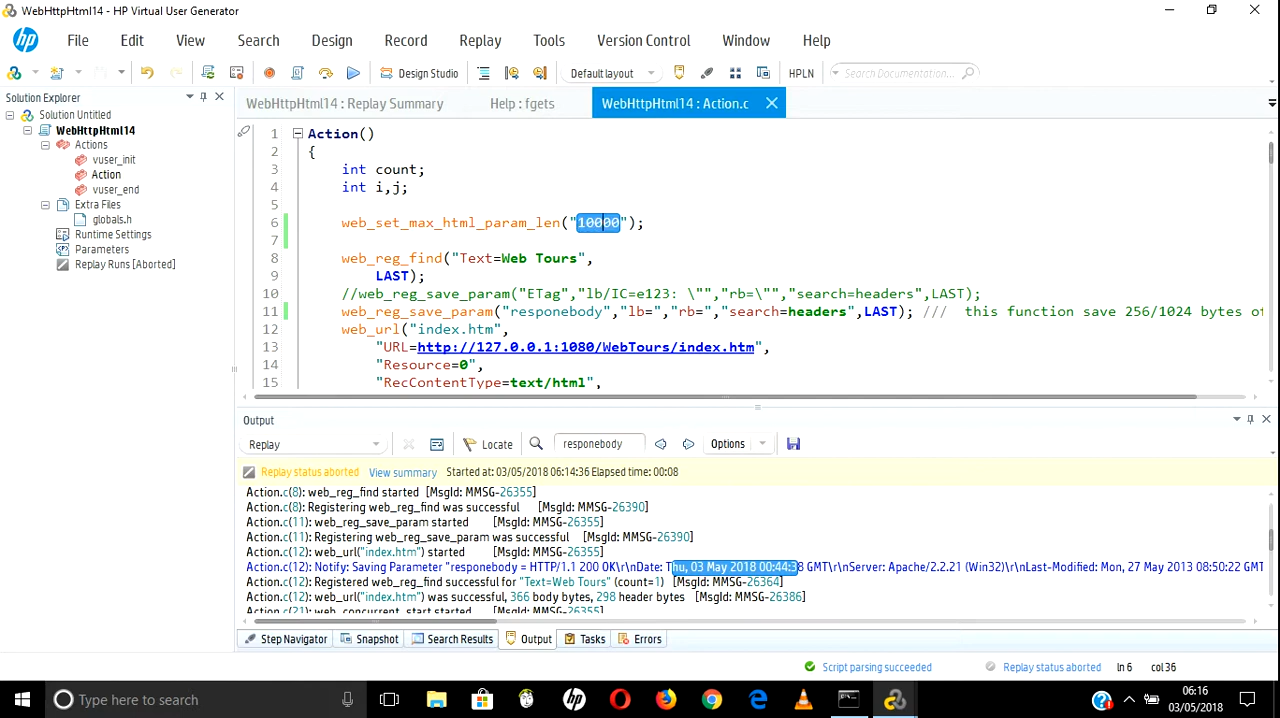 WebHttpHtml14 - HP Virtual User Generator
hp File Edit View Search Design Record Replay Tools Version Control Window Help
Design Studio Default layout HPLN Search Documentation...
Solution Explorer
Solution Untitled
WebHttpHtml14
Actions
vuser_init
Action
vuser_end
Extra Files
globals.h
Runtime Settings
Parameters
Replay Runs [Aborted]
WebHttpHtml14 : Replay Summary Help : fgets WebHttpHtml14 : Action.c
1 Action()
2 {
3 int count;
4 int i,j;
5
6 web_set_max_html_param_len("10000");
7
8 web_reg_find("Text=Web Tours",
9 LAST);
10 //web_reg_save_param("ETag","lb/IC=e123: \"","rb=\"","search=headers",LAST);
11 web_reg_save_param("responebody","lb=","rb=","search=headers",LAST); /// this function save 256/1024 bytes of
12 web_url("index.htm",
13 "URL=http://127.0.0.1:1080/WebTours/index.htm",
14 "Resource=0",
15 "RecContentType=text/html",
Output
Replay Locate responebody Options
Replay status aborted View summary Started at: 03/05/2018 06:14:36 Elapsed time: 00:08
Action.c(8): web_reg_find started [MsgId: MMSG-26355]
Action.c(8): Registering web_reg_find was successful [MsgId: MMSG-26390]
Action.c(11): web_reg_save_param started [MsgId: MMSG-26355]
Action.c(11): Registering web_reg_save_param was successful [MsgId: MMSG-26390]
Action.c(12): web_url("index.htm") started [MsgId: MMSG-26355]
Action.c(12): Notify: Saving Parameter "responebody = HTTP/1.1 200 OK\r\nDate: Thu, 03 May 2018 00:44:38 GMT\r\nServer: Apache/2.2.21 (Win32)\r\nLast-Modified: Mon, 27 May 2013 08:50:22 GMT
Action.c(12): Registered web_reg_find successful for "Text=Web Tours" (count=1) [MsgId: MMSG-26364]
Action.c(12): web_url("index.htm") was successful, 366 body bytes, 298 header bytes [MsgId: MMSG-26386]
Action.c(21): web_concurrent_start started [MsgId: MMSG-26355]
Step Navigator Snapshot Search Results Output Tasks Errors
Script parsing succeeded Replay status aborted ln 6 col 36
Type here to search hp 06:16
03/05/2018